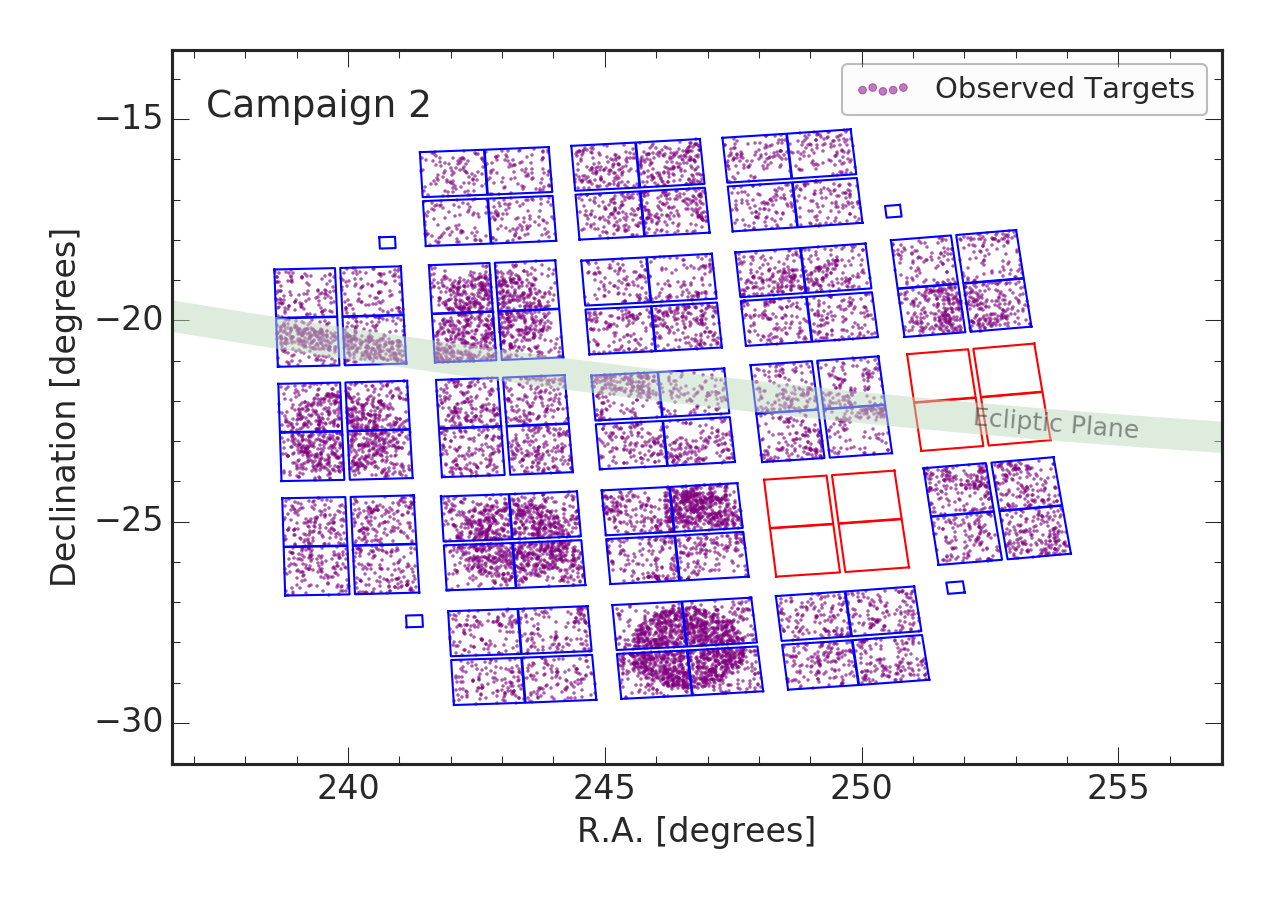 Campaign 2
Observed Targets
−15
−20
−25
−30
Declination [degrees]
Ecliptic Plane
240
245
250
255
R.A. [degrees]